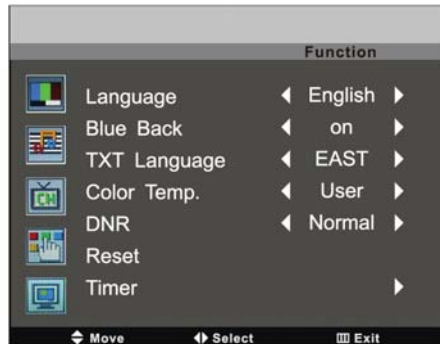 Function
Language English
Blue Back on
TXT Language EAST
Color Temp. User
DNR Normal
Reset
Timer
CH
Move Select Exit